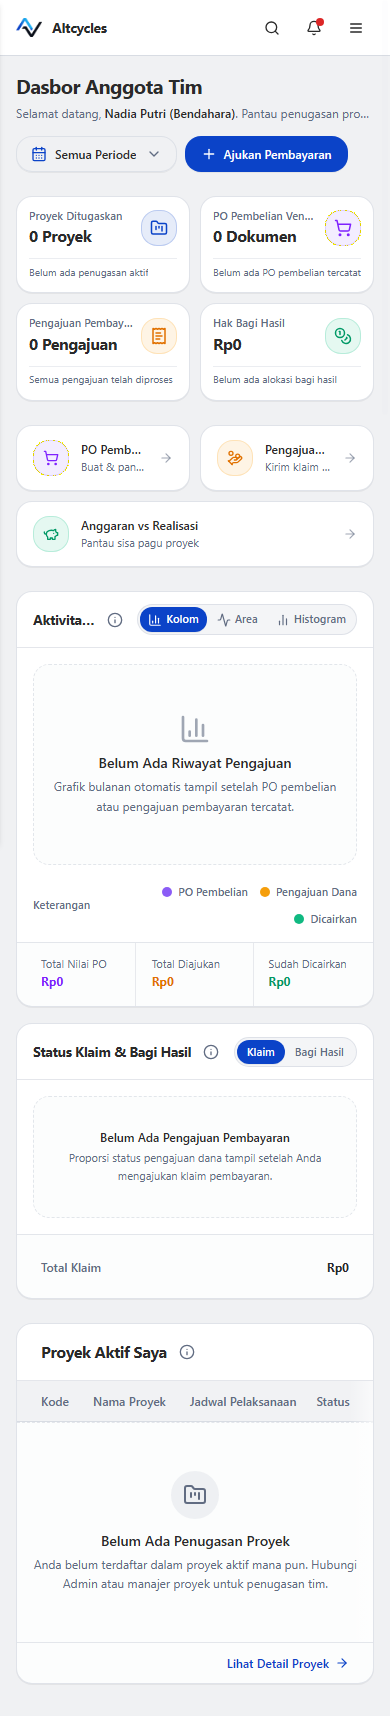 Altcycles
Dasbor Anggota Tim
Selamat datang, Nadia Putri (Bendahara). Pantau penugasan pro...
Semua Periode
Ajukan Pembayaran
Proyek Ditugaskan
0 Proyek
Belum ada penugasan aktif
PO Pembelian Ven...
0 Dokumen
Belum ada PO pembelian tercatat
Pengajuan Pembay...
0 Pengajuan
Semua pengajuan telah diproses
Hak Bagi Hasil
Rp0
Belum ada alokasi bagi hasil
PO Pemb...
Buat & pan...
Pengajua...
Kirim klaim ...
Anggaran vs Realisasi
Pantau sisa pagu proyek
Aktivita...
Kolom
Area
Histogram
Belum Ada Riwayat Pengajuan
Grafik bulanan otomatis tampil setelah PO pembelian
atau pengajuan pembayaran tercatat.
Keterangan
PO Pembelian
Pengajuan Dana
Dicairkan
Total Nilai PO
Rp0
Total Diajukan
Rp0
Sudah Dicairkan
Rp0
Status Klaim & Bagi Hasil
Klaim
Bagi Hasil
Belum Ada Pengajuan Pembayaran
Proporsi status pengajuan dana tampil setelah Anda
mengajukan klaim pembayaran.
Total Klaim
Rp0
Proyek Aktif Saya
Kode
Nama Proyek
Jadwal Pelaksanaan
Status
Belum Ada Penugasan Proyek
Anda belum terdaftar dalam proyek aktif mana pun. Hubungi
Admin atau manajer proyek untuk penugasan tim.
Lihat Detail Proyek